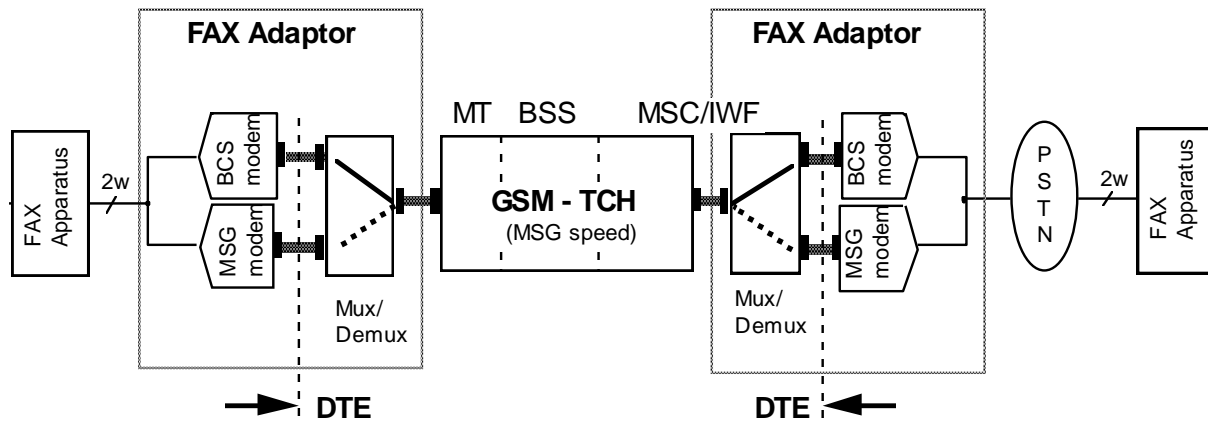 FAX Adaptor
FAX Adaptor
MT BSS MSC/IWF
FAX
Apparatus
2w
BCS
modem
MSG
modem
Mux/
Demux
GSM - TCH
(MSG speed)
Mux/
Demux
BCS
modem
MSG
modem
PSTN
2w
FAX
Apparatus
DTE
DTE